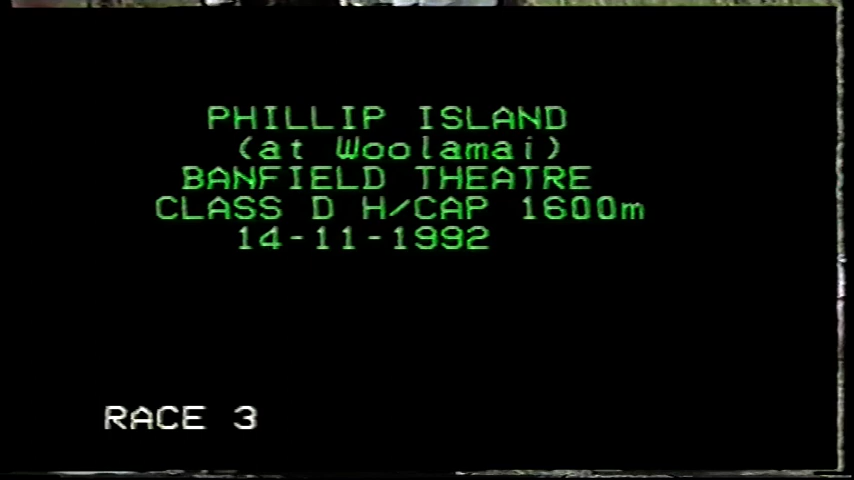 PHILLIP ISLAND
(at Woolamai)
BANFIELD THEATRE
CLASS D H/CAP 1600m
14-11-1992
RACE 3